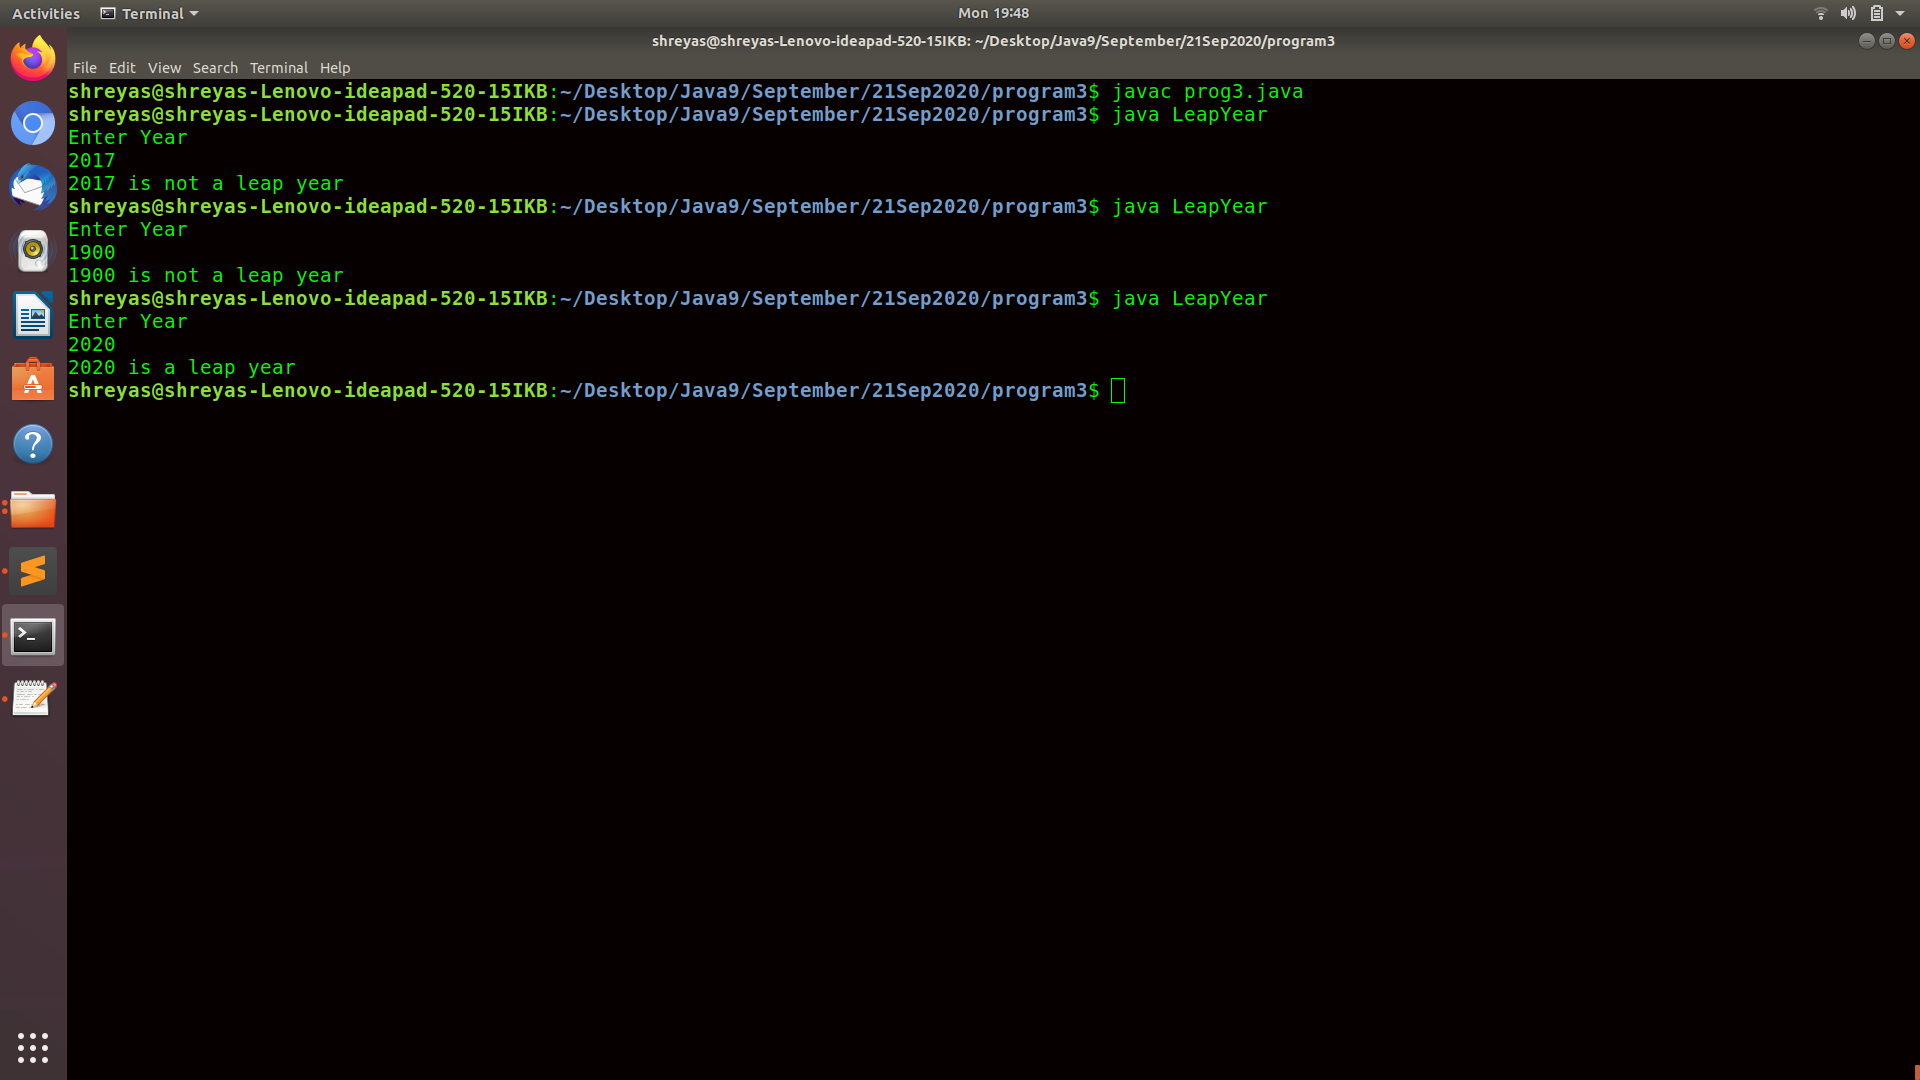 Activities Terminal Mon 19:48
shreyas@shreyas-Lenovo-ideapad-520-15IKB: ~/Desktop/Java9/September/21Sep2020/program3
File Edit View Search Terminal Help
shreyas@shreyas-Lenovo-ideapad-520-15IKB:~/Desktop/Java9/September/21Sep2020/program3$ javac prog3.java
shreyas@shreyas-Lenovo-ideapad-520-15IKB:~/Desktop/Java9/September/21Sep2020/program3$ java LeapYear
Enter Year
2017
2017 is not a leap year
shreyas@shreyas-Lenovo-ideapad-520-15IKB:~/Desktop/Java9/September/21Sep2020/program3$ java LeapYear
Enter Year
1900
1900 is not a leap year
shreyas@shreyas-Lenovo-ideapad-520-15IKB:~/Desktop/Java9/September/21Sep2020/program3$ java LeapYear
Enter Year
2020
2020 is a leap year
shreyas@shreyas-Lenovo-ideapad-520-15IKB:~/Desktop/Java9/September/21Sep2020/program3$